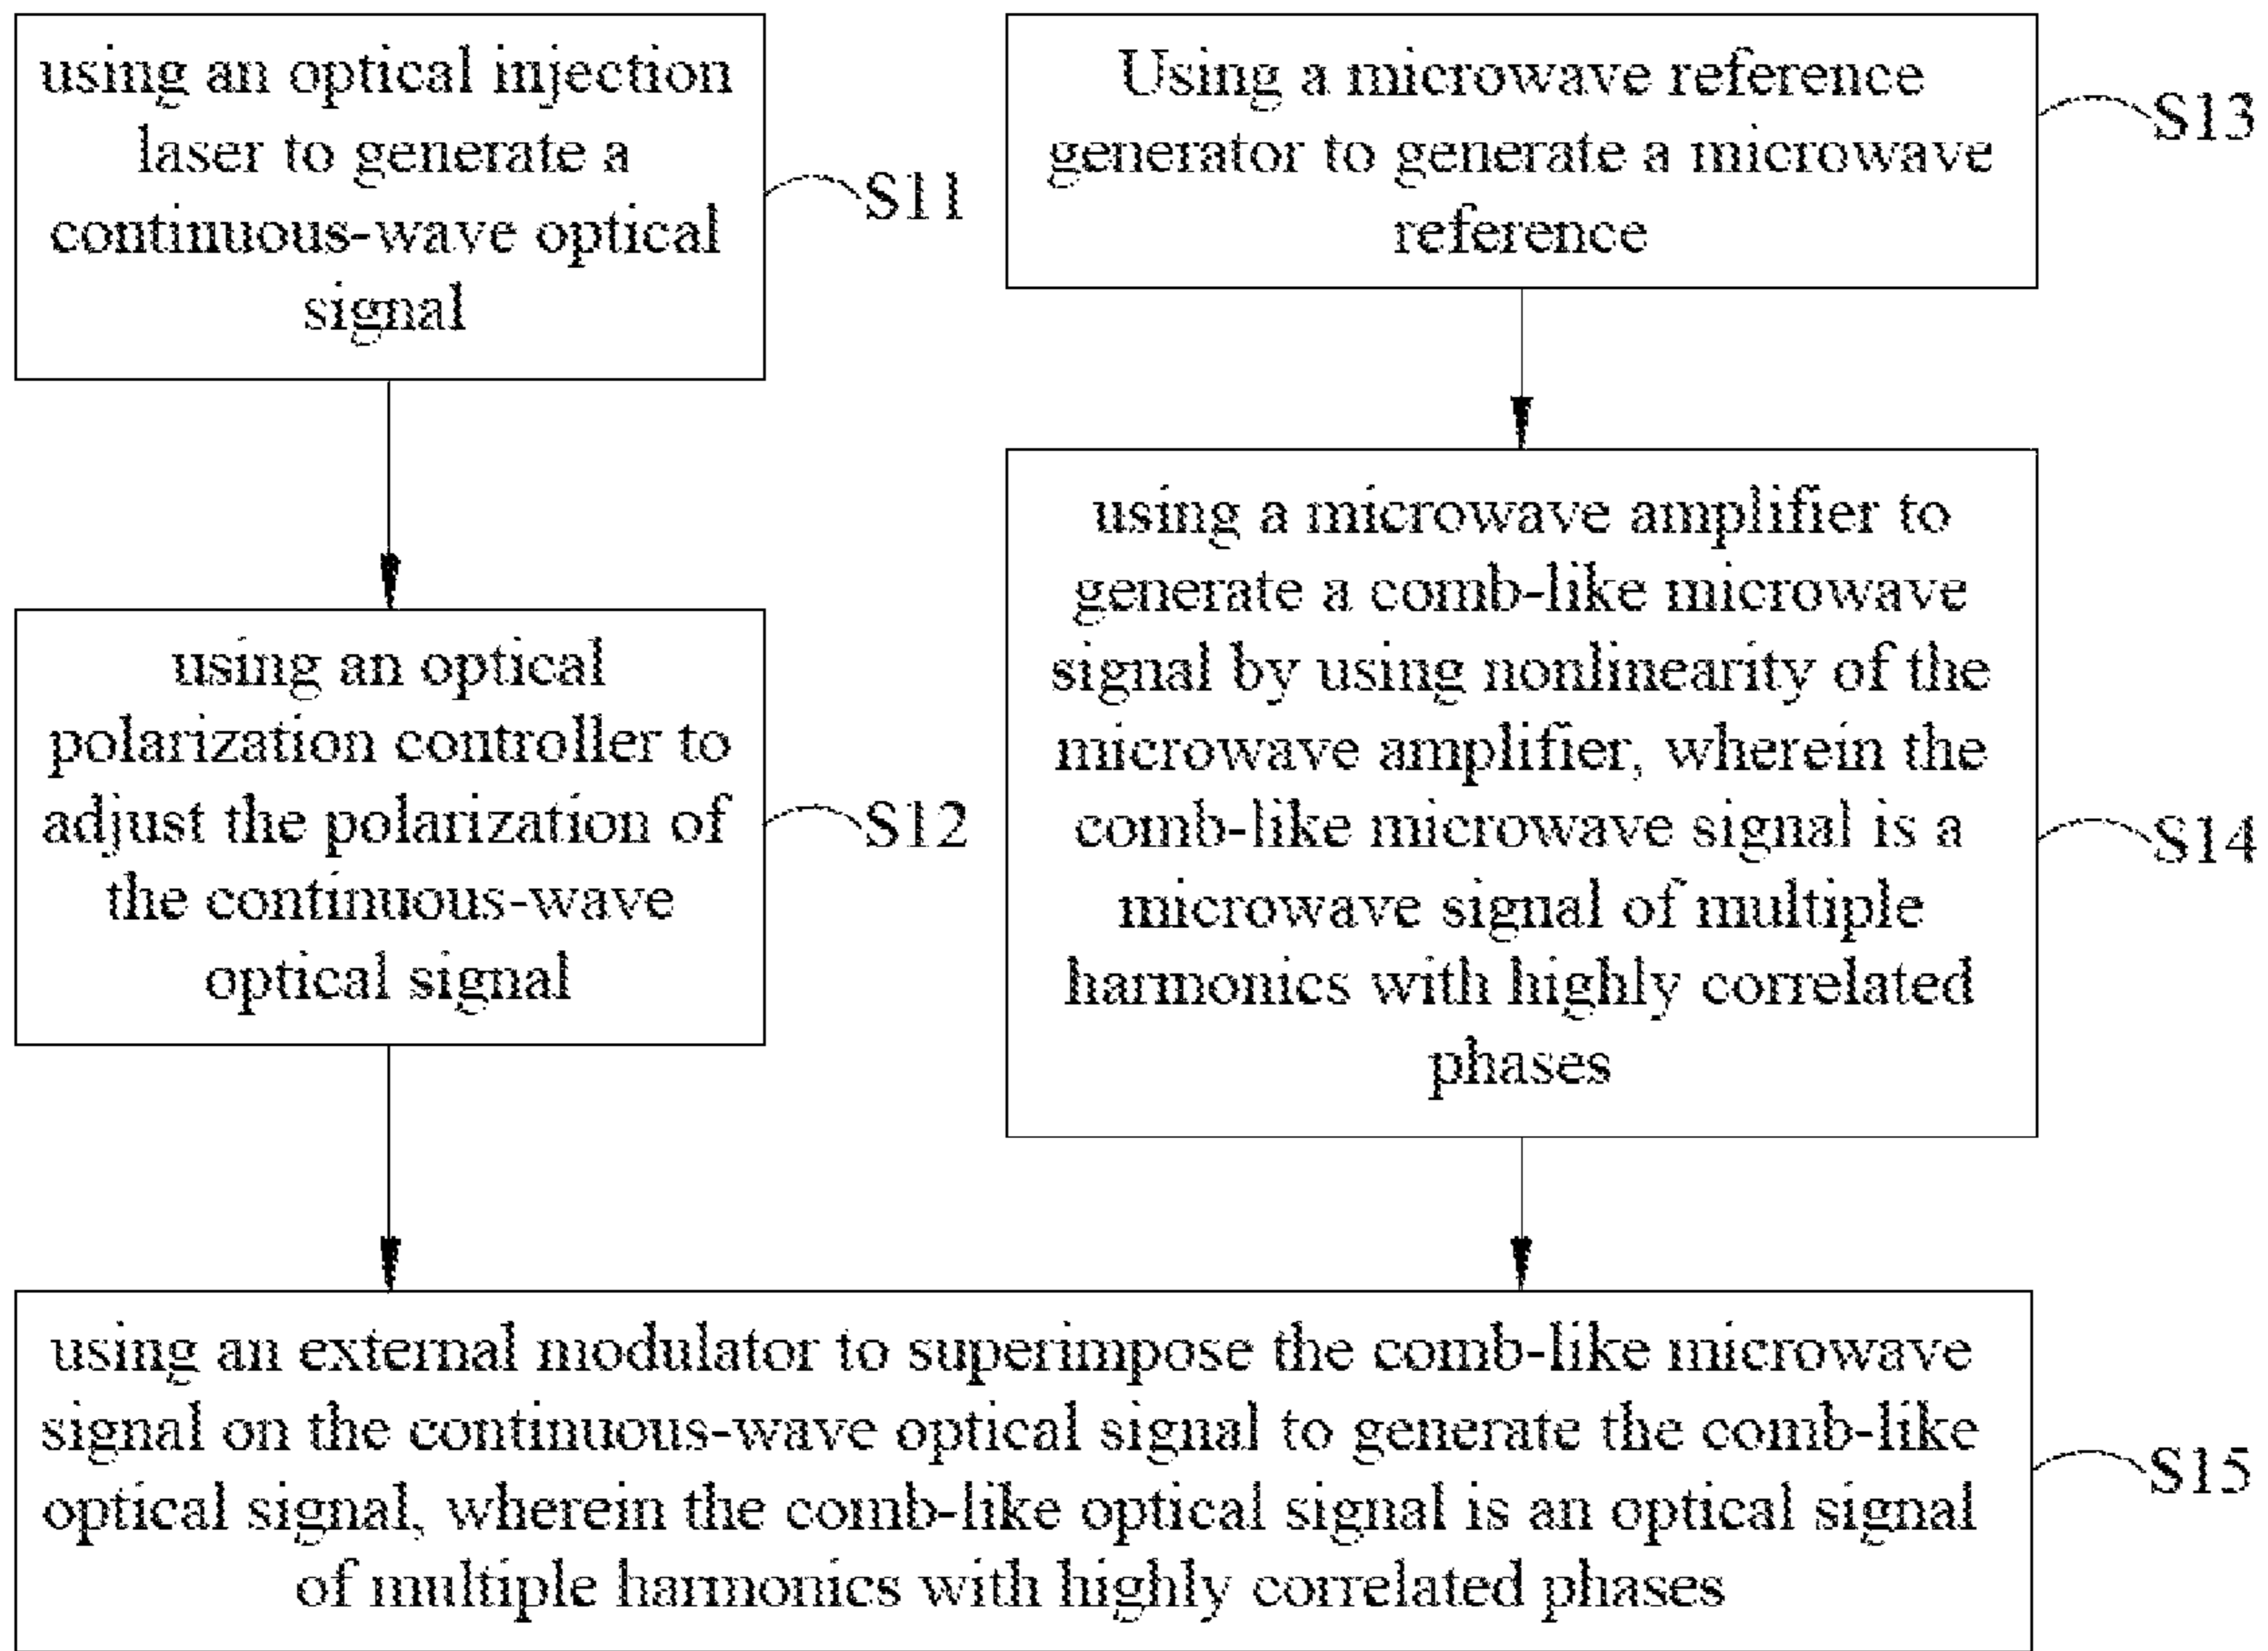 using an optical injection
laser to generate a
continuous-wave optical
signal
S11
using an optical
polarization controller to
adjust the polarization of
the continuous-wave
optical signal
S12
Using a microwave reference
generator to generate a microwave
reference
S13
using a microwave amplifier to
generate a comb-like microwave
signal by using nonlinearity of the
microwave amplifier, wherein the
comb-like microwave signal is a
microwave signal of multiple
harmonics with highly correlated
phases
S14
using an external modulator to superimpose the comb-like microwave
signal on the continuous-wave optical signal to generate the comb-like
optical signal, wherein the comb-like optical signal is an optical signal
of multiple harmonics with highly correlated phases
S15